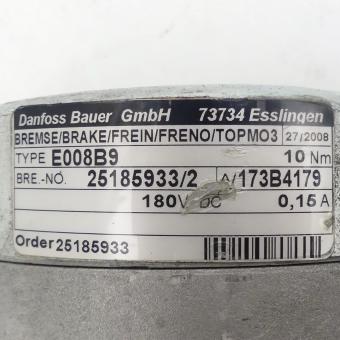 Danfoss Bauer GmbH 73734 Esslingen
BREMSE/BRAKE/FREIN/FRENO/TOPMO3 27/2008
TYPE E008B9 10 Nm
BRE.-NO. 25185933/2 A/173B4179
180V DC 0,15 A
Order 25185933